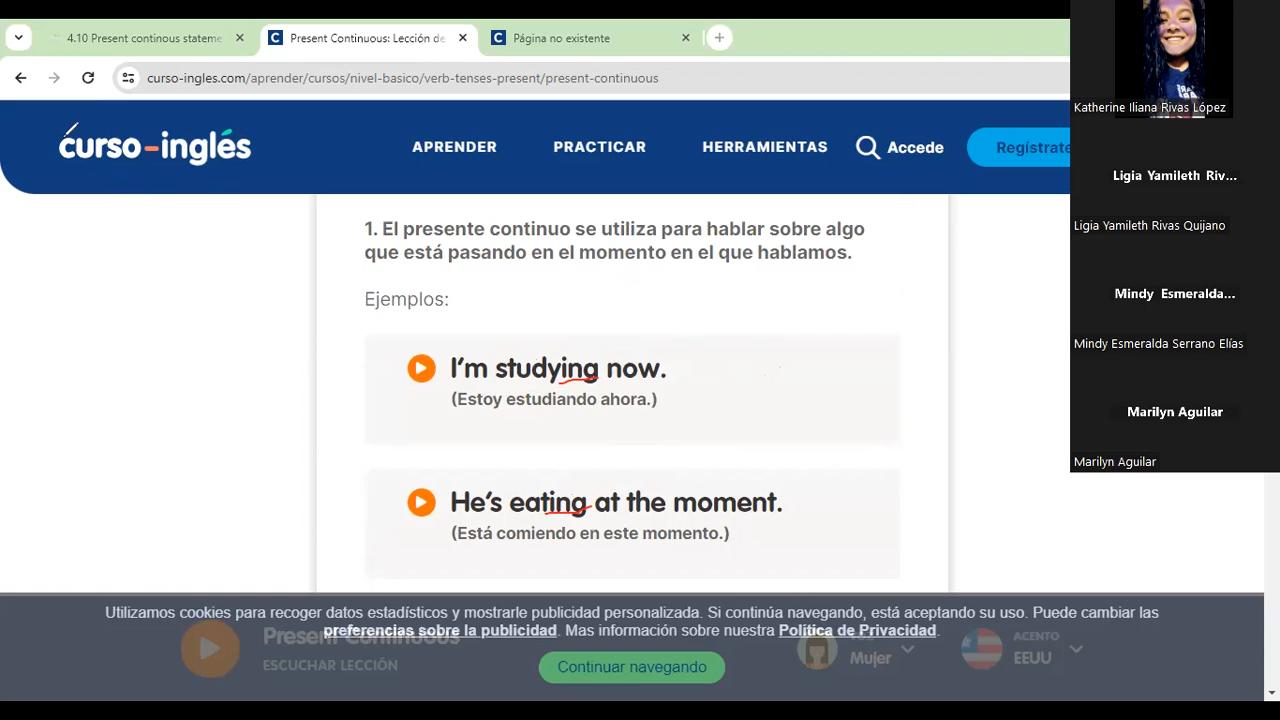 4.10 Present continous stateme
Present Continuous: Lección de
Página no existente
curso-ingles.com/aprender/cursos/nivel-basico/verb-tenses-present/present-continuous
curso-inglés
APRENDER
PRACTICAR
HERRAMIENTAS
Accede
Regístrate
1. El presente continuo se utiliza para hablar sobre algo
que está pasando en el momento en el que hablamos.
Ejemplos:
I'm studying now.
(Estoy estudiando ahora.)
He's eating at the moment.
(Está comiendo en este momento.)
Utilizamos cookies para recoger datos estadísticos y mostrarle publicidad personalizada. Si continúa navegando, está aceptando su uso. Puede cambiar las
preferencias sobre la publicidad. Mas información sobre nuestra Política de Privacidad.
Continuar navegando
Present Continuous
ESCUCHAR LECCIÓN
Mujer
ACENTO
EEUU
Katherine Iliana Rivas López
Ligia Yamileth Riv...
Ligia Yamileth Rivas Quijano
Mindy Esmeralda...
Mindy Esmeralda Serrano Elías
Marilyn Aguilar
Marilyn Aguilar